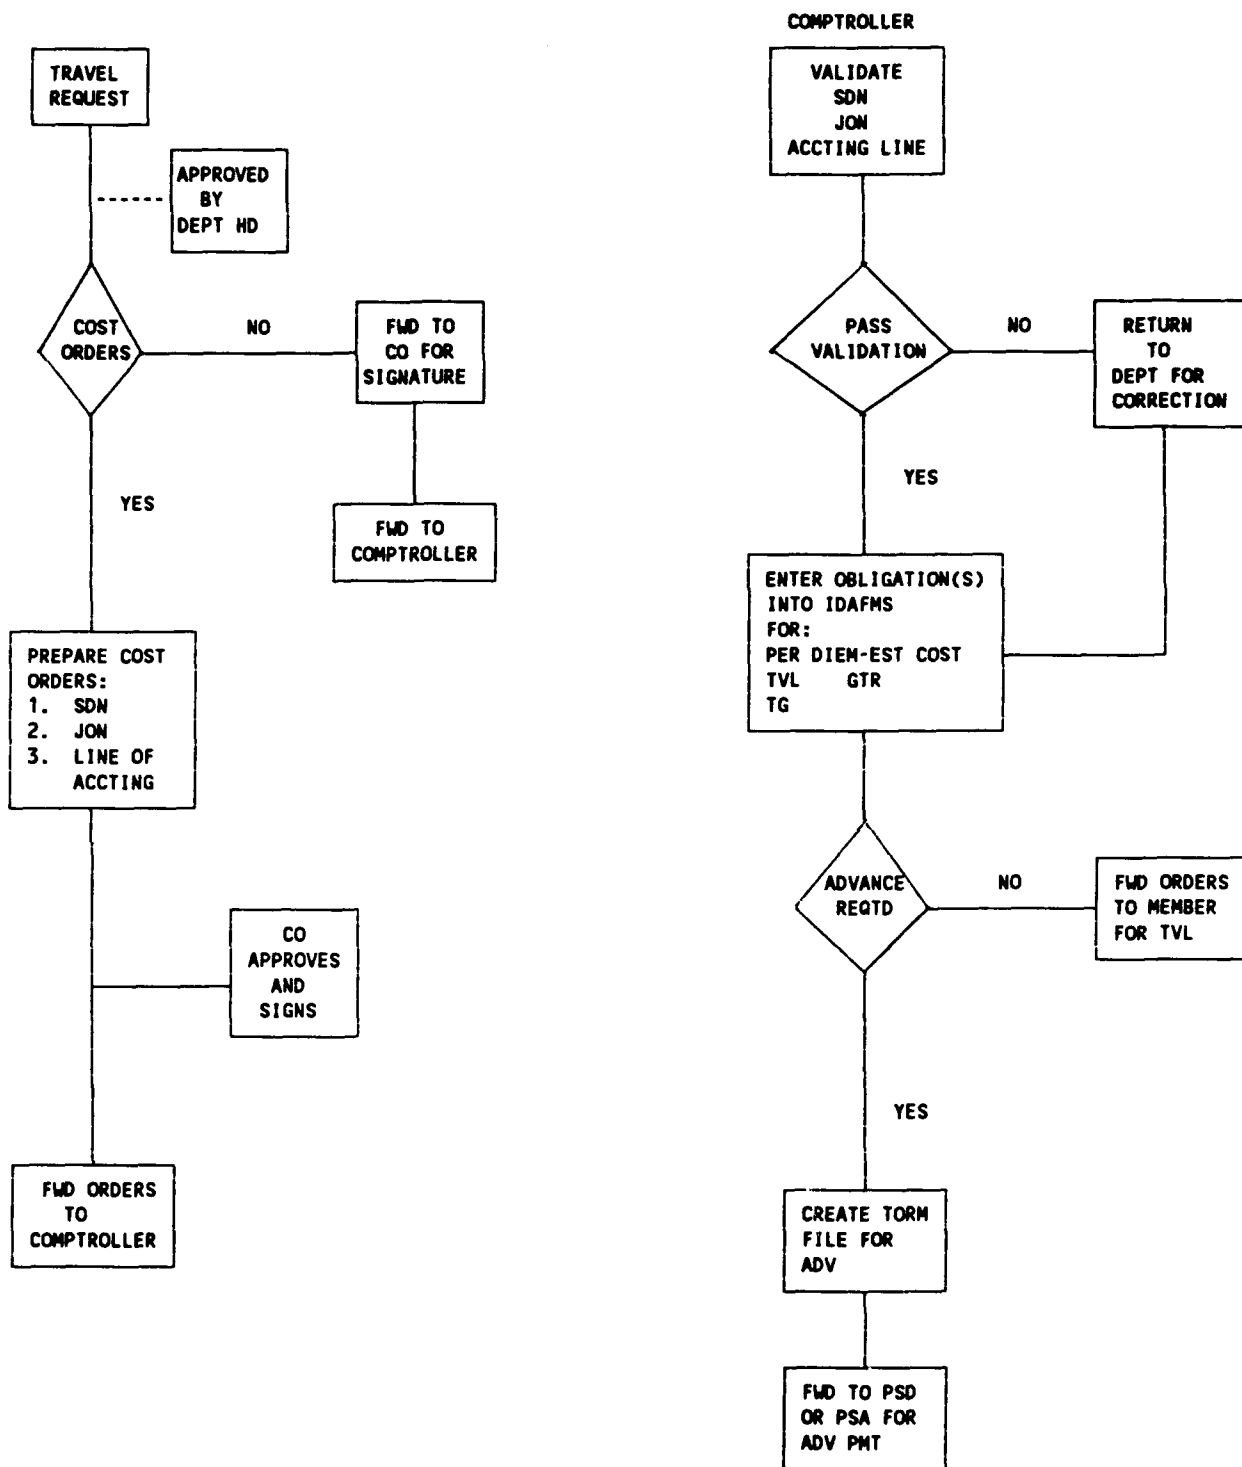 TRAVEL
REQUEST
APPROVED
BY
DEPT HD
COST
ORDERS
NO
FWD TO
CO FOR
SIGNATURE
FWD TO
COMPTROLLER
YES
PREPARE COST
ORDERS:
1. SDN
2. JON
3. LINE OF
ACCTING
CO
APPROVES
AND
SIGNS
FWD ORDERS
TO
COMPTROLLER
COMPTROLLER
VALIDATE
SDN
JON
ACCTING LINE
PASS
VALIDATION
NO
RETURN
TO
DEPT FOR
CORRECTION
YES
ENTER OBLIGATION(S)
INTO IDAFMS
FOR:
PER DIEM-EST COST
TVL GTR
TG
ADVANCE
REQTD
NO
FWD ORDERS
TO MEMBER
FOR TVL
YES
CREATE TORM
FILE FOR
ADV
FWD TO PSD
OR PSA FOR
ADV PMT